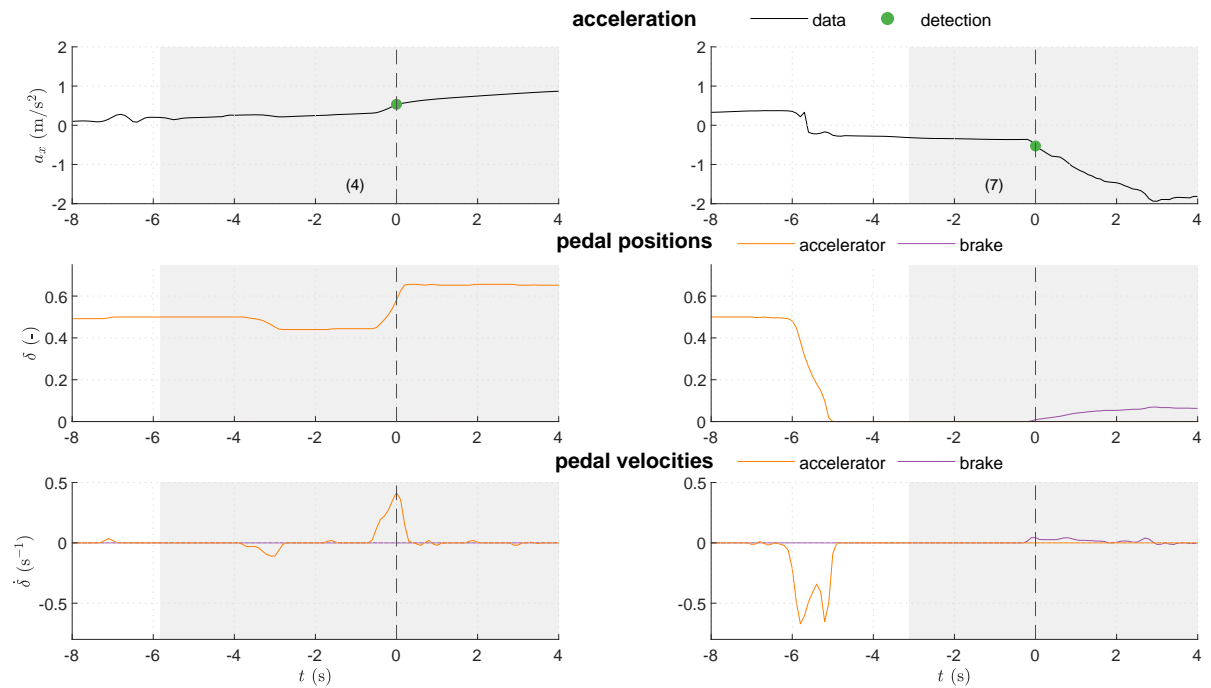 acceleration data detection
2 2
1 1
0 0
-1 -1
-2 -2
a_x (m/s²)
(4) (7)
-8 -6 -4 -2 0 2 4 -8 -6 -4 -2 0 2 4
pedal positions accelerator brake
0.6 0.6
0.4 0.4
0.2 0.2
0 0
δ (-)
-8 -6 -4 -2 0 2 4 -8 -6 -4 -2 0 2 4
pedal velocities accelerator brake
0.5 0.5
0 0
-0.5 -0.5
δ̇ (s⁻¹)
-8 -6 -4 -2 0 2 4 -8 -6 -4 -2 0 2 4
t (s) t (s)